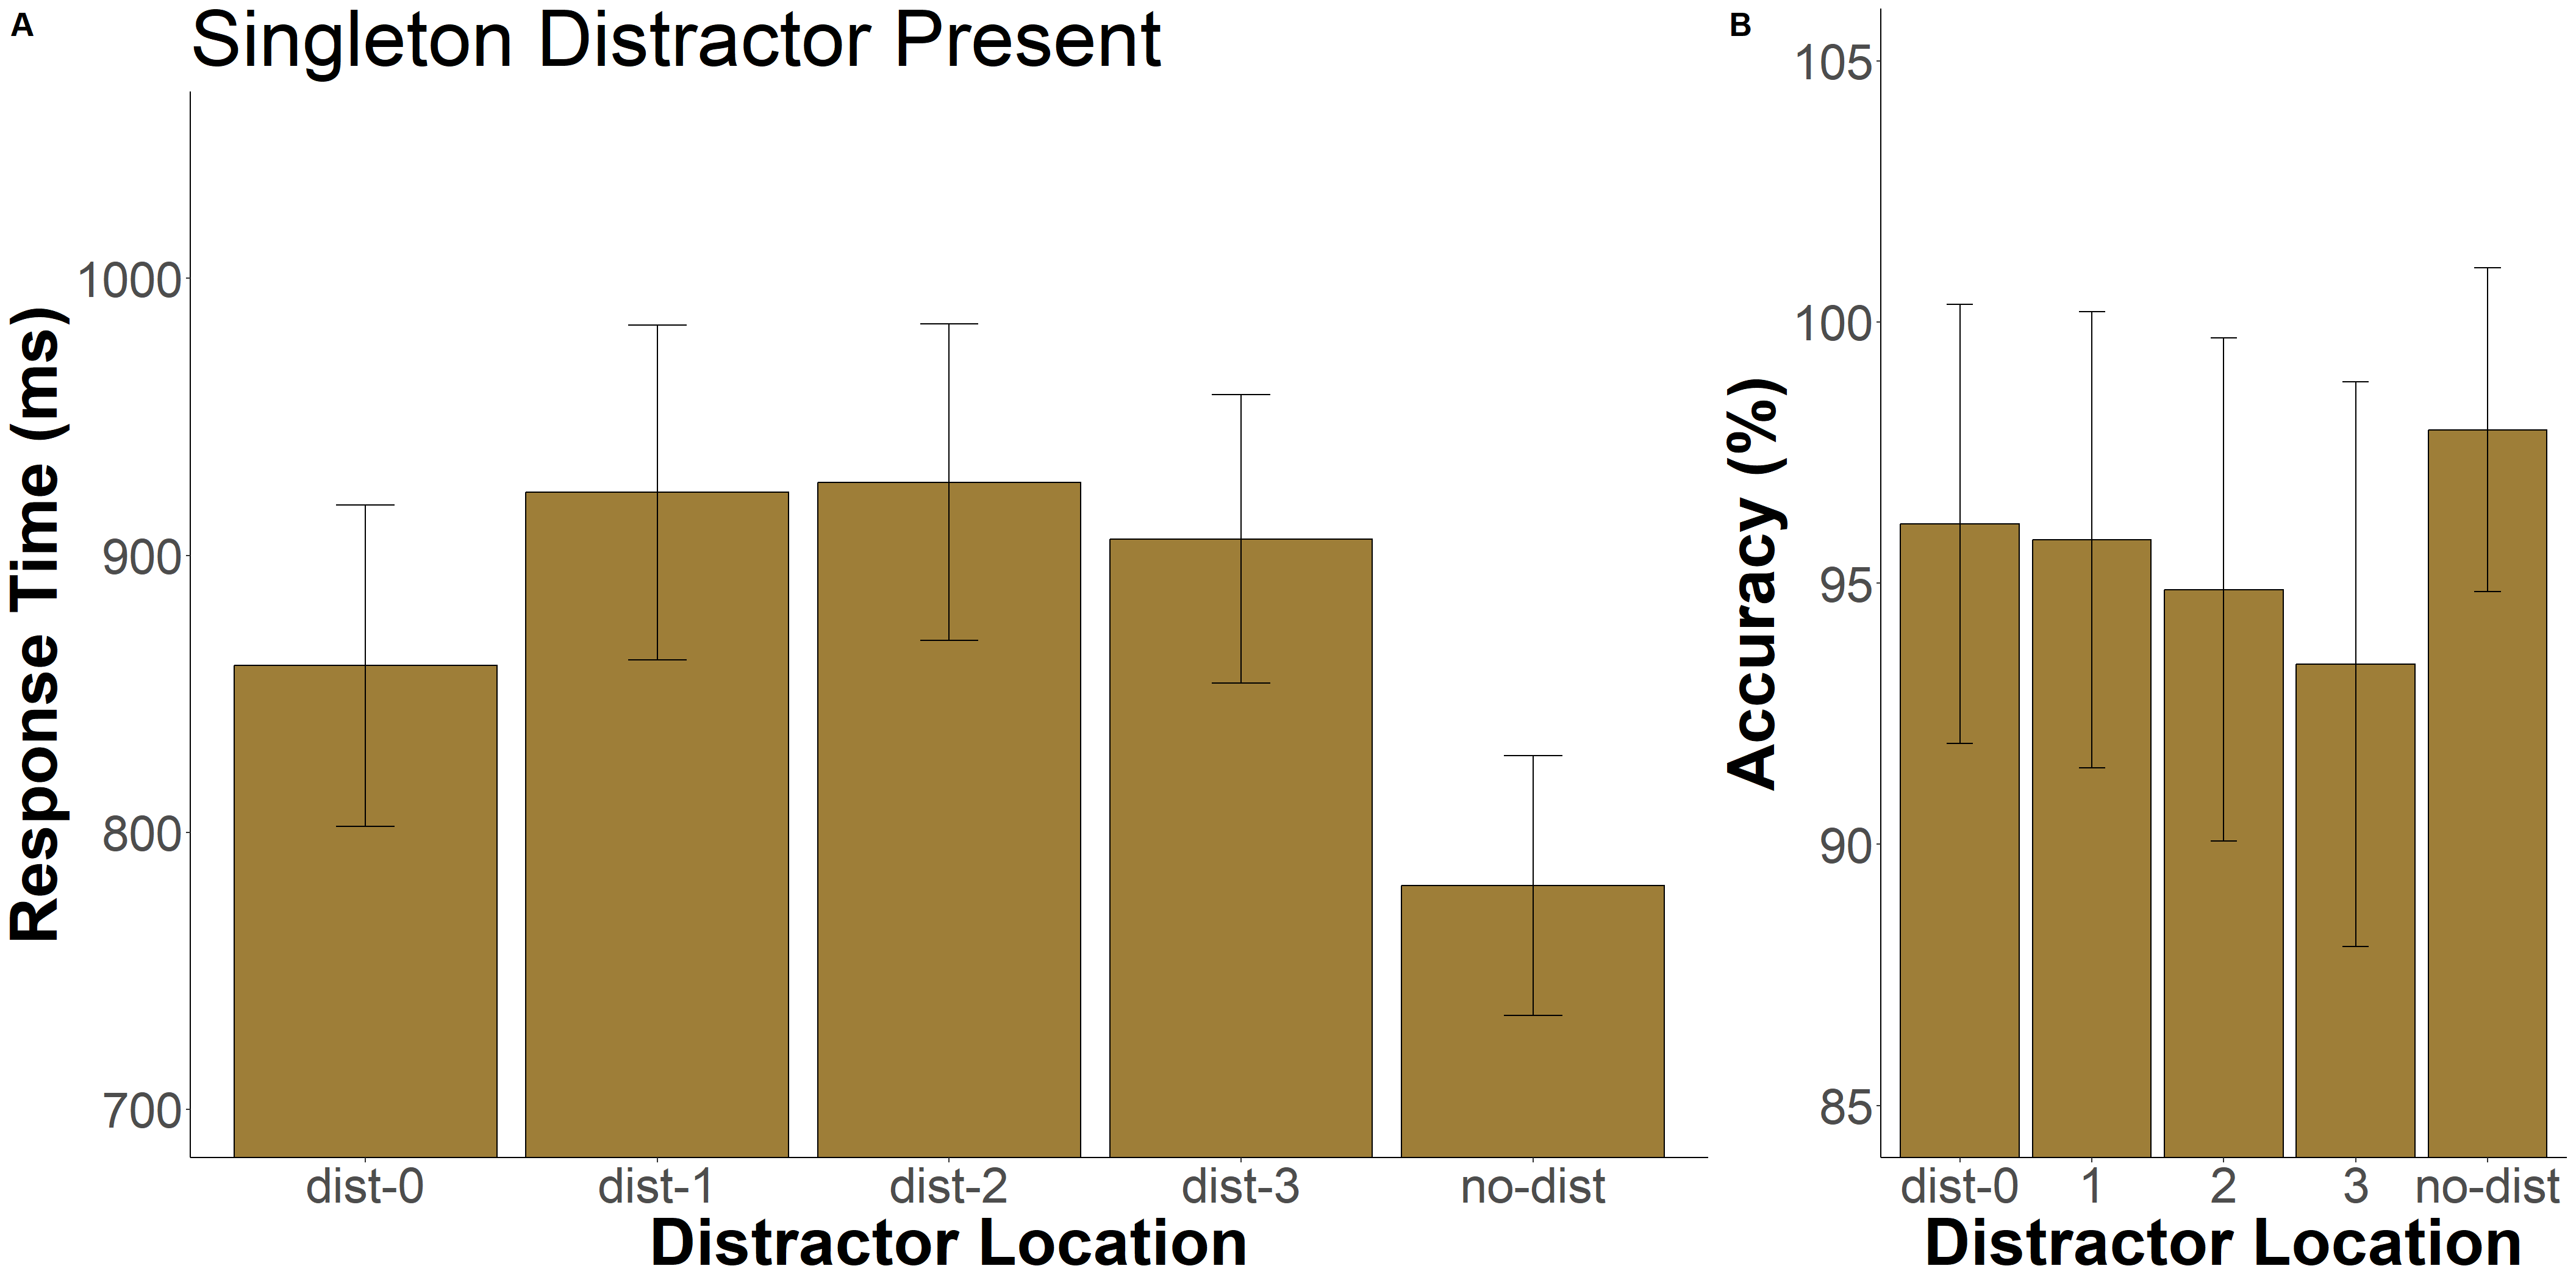 A
Singleton Distractor Present
Response Time (ms)
1000
900
800
700
dist-0 dist-1 dist-2 dist-3 no-dist
Distractor Location
B
Accuracy (%)
105
100
95
90
85
dist-0 1 2 3 no-dist
Distractor Location